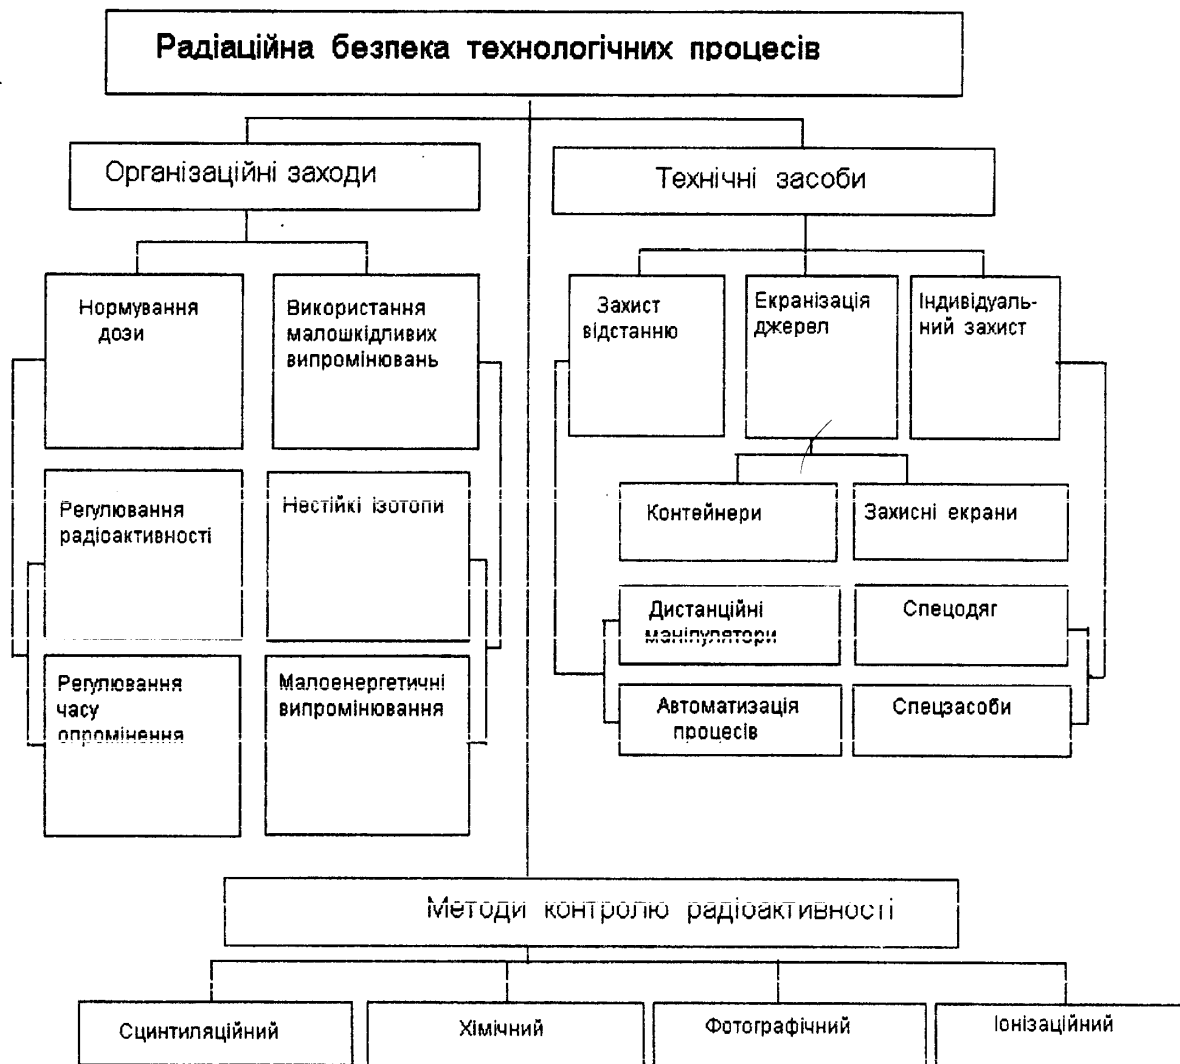 Радіаційна безпека технологічних процесів
Організаційні заходи
Технічні засоби
Нормування
дози
Використання
малошкідливих
випромінювань
Захист
відстанню
Екранізація
джерел
Індивідуаль-
ний захист
Регулювання
радіоактивності
Нестійкі ізотопи
Контейнери
Захисні екрани
Дистанційні
маніпулятори
Спецодяг
Регулювання
часу
опромінення
Малоенергетичні
випромінювання
Автоматизація
процесів
Спецзасоби
Методи контролю радіоактивності
Сцинтиляційний
Хімічний
Фотографічний
Іонізаційний